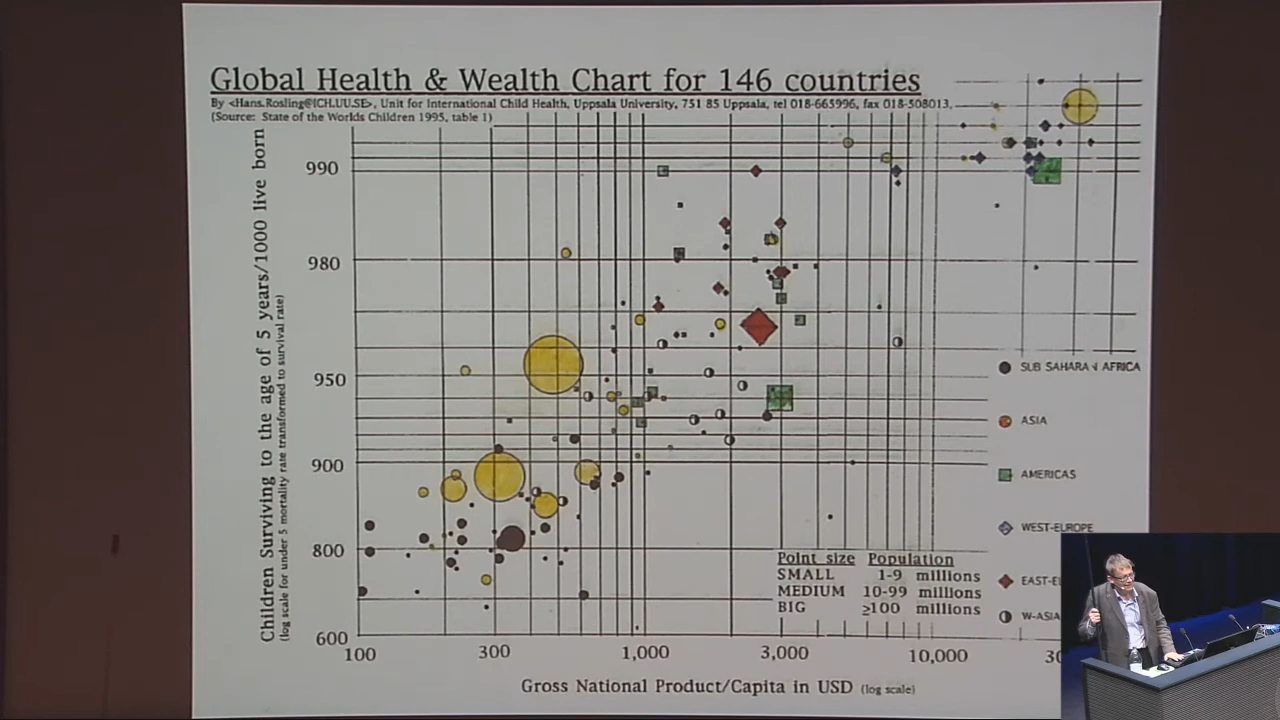 Global Health & Wealth Chart for 146 countries
By <Hans.Rosling@ICH.UU.SE>, Unit for International Child Health, Uppsala University, 751 85 Uppsala, tel 018-665996, fax 018-508013,
(Source: State of the Worlds Children 1995, table 1)
Children Surviving to the age of 5 years/1000 live born
(log scale for under 5 mortality rate transformed to survival rate)
990
980
950
900
800
600
SUB SAHARAN AFRICA
ASIA
AMERICAS
WEST-EUROPE
EAST-E
W-ASIA
Point size Population
SMALL 1-9 millions
MEDIUM 10-99 millions
BIG ≥100 millions
100 300 1,000 3,000 10,000 30
Gross National Product/Capita in USD (log scale)